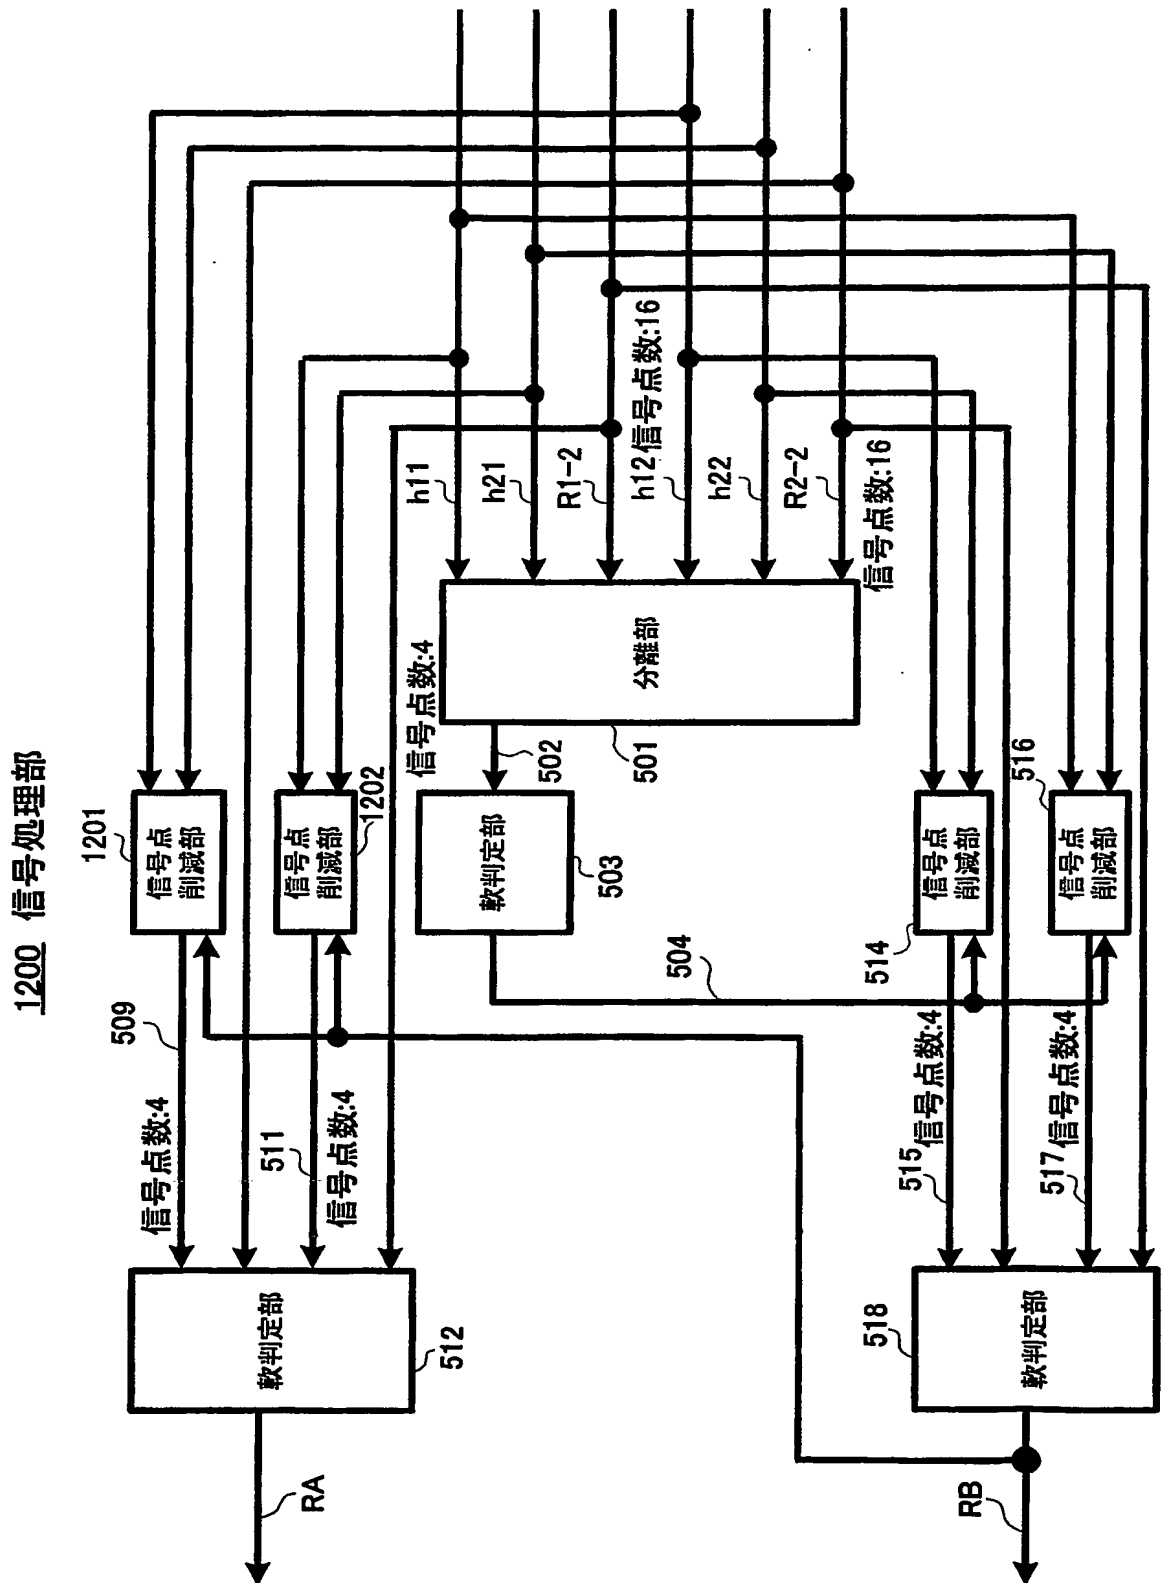 1200 信号処理部
1201
信号点
削減部
509
信号点数:4
信号点
削減部
1202
511
信号点数:4
軟判定部
512
RA
h11
h21
R1-2
h12
信号点数:16
h22
R2-2
信号点数:16
分離部
501
信号点数:4
502
軟判定部
503
504
信号点
削減部
514
515
信号点数:4
信号点
削減部
516
517
信号点数:4
軟判定部
518
RB